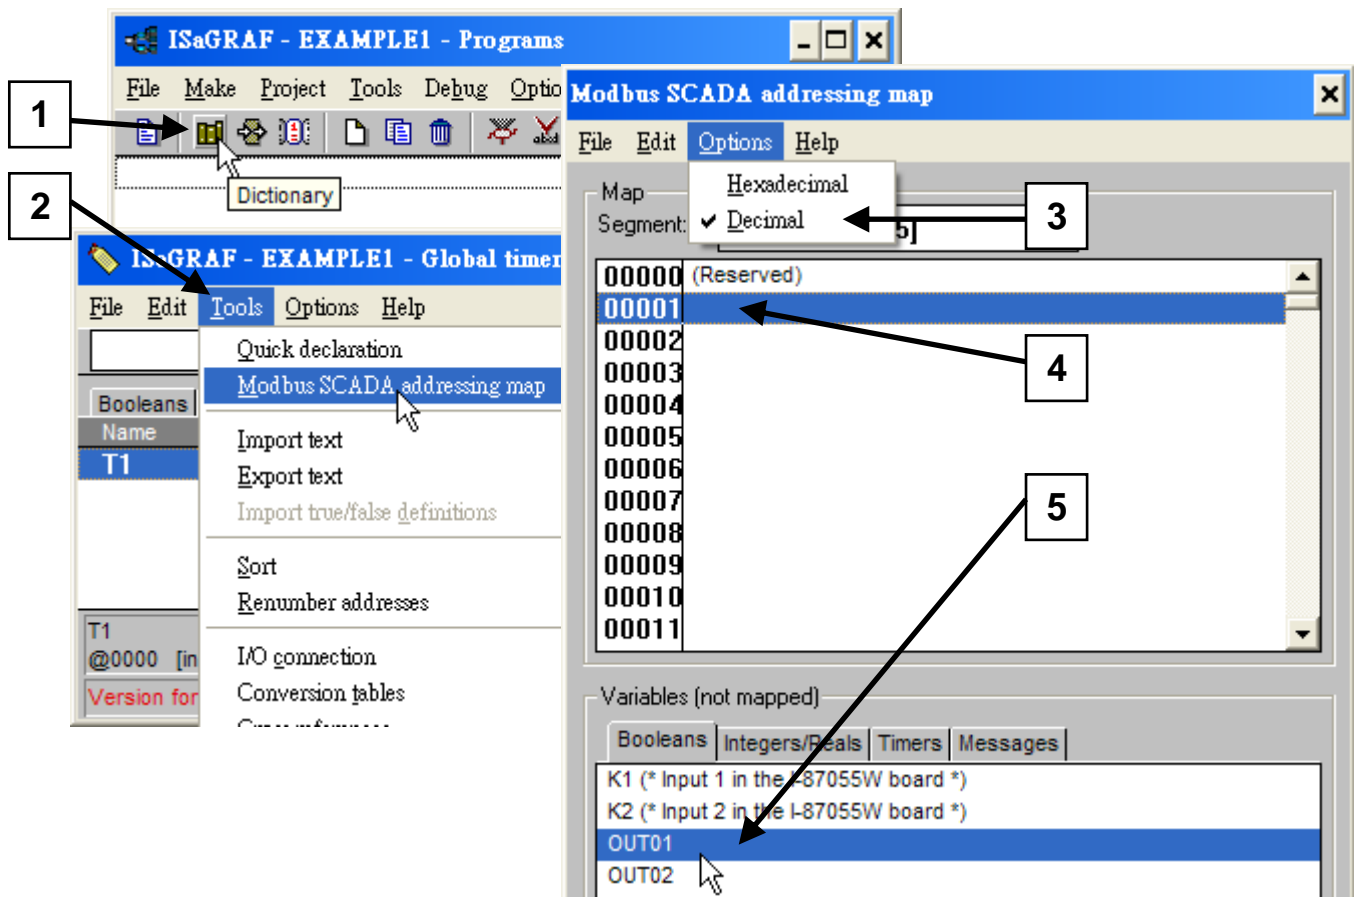 ISaGRAF - EXAMPLE1 - Programs
File Make Project Tools Debug Optio
1
Dictionary
2
ISaGRAF - EXAMPLE1 - Global timer
File Edit Tools Options Help
Quick declaration
Modbus SCADA addressing map
Import text
Export text
Import true/false definitions
Sort
Renumber addresses
I/O connection
Conversion tables
Booleans
Name
T1
T1
@0000 [in
Version for
Modbus SCADA addressing map
File Edit Options Help
Hexadecimal
Decimal
3
Map
Segment:
5]
00000 (Reserved)
00001
00002
00003
00004
00005
00006
00007
00008
00009
00010
00011
4
5
Variables (not mapped)
Booleans Integers/Reals Timers Messages
K1 (* Input 1 in the I-87055W board *)
K2 (* Input 2 in the I-87055W board *)
OUT01
OUT02